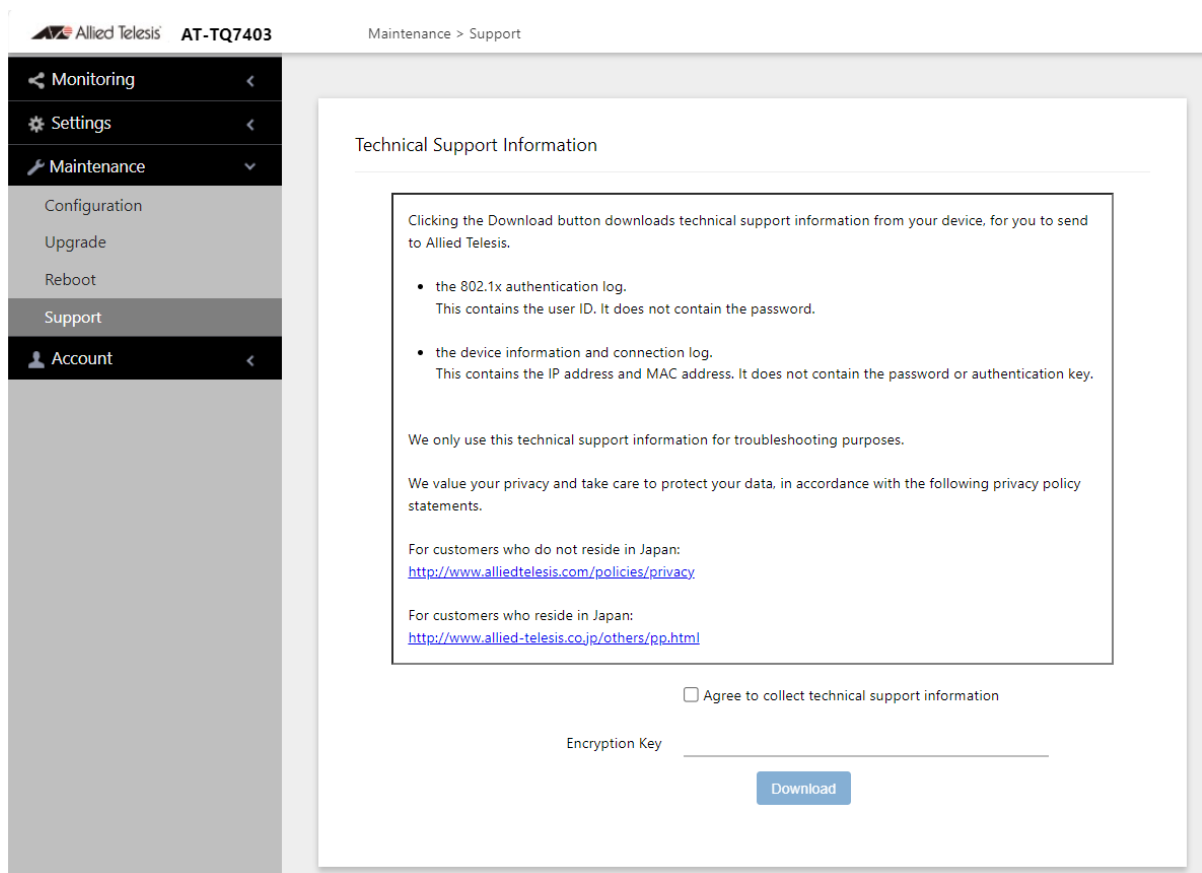 Allied Telesis AT-TQ7403 Maintenance > Support
Monitoring
Settings
Maintenance
Configuration
Upgrade
Reboot
Support
Account
Technical Support Information
Clicking the Download button downloads technical support information from your device, for you to send
to Allied Telesis.
• the 802.1x authentication log.
This contains the user ID. It does not contain the password.
• the device information and connection log.
This contains the IP address and MAC address. It does not contain the password or authentication key.
We only use this technical support information for troubleshooting purposes.
We value your privacy and take care to protect your data, in accordance with the following privacy policy
statements.
For customers who do not reside in Japan:
http://www.alliedtelesis.com/policies/privacy
For customers who reside in Japan:
http://www.allied-telesis.co.jp/others/pp.html
Agree to collect technical support information
Encryption Key
Download